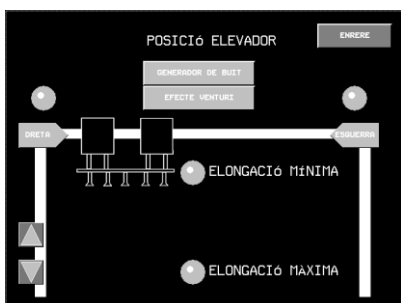 POSICIó ELEVADOR
ENRERE
GENERADOR DE BUIT
EFECTE VENTURI
DRETA
ESQUERRA
ELONGACIó MíNIMA
ELONGACIó MàXIMA